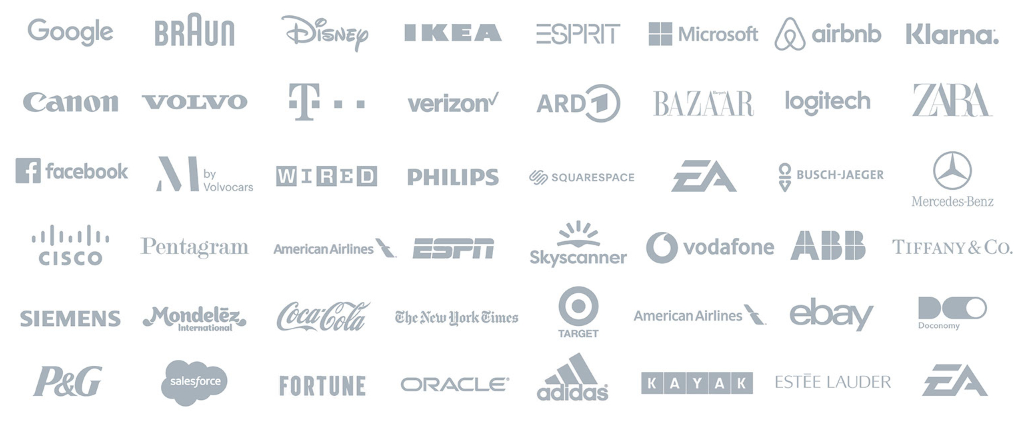 Google
BRAUN
Disney
IKEA
ESPRIT
Microsoft
airbnb
Klarna.
Canon
VOLVO
T
verizon✓
ARD 1
BAZAAR
logitech
ZARA
facebook
M by
Volvocars
WIRED
PHILIPS
SQUARESPACE
EA
BUSCH-JAEGER
Mercedes-Benz
CISCO
Pentagram
American Airlines
ESPN
Skyscanner
vodafone
ABB
TIFFANY & CO.
SIEMENS
Mondelēz
International
Coca-Cola
The New York Times
TARGET
American Airlines
ebay
DO
Doconomy
P&G
salesforce
FORTUNE
ORACLE®
adidas
KAYAK
ESTĒE LAUDER
EA